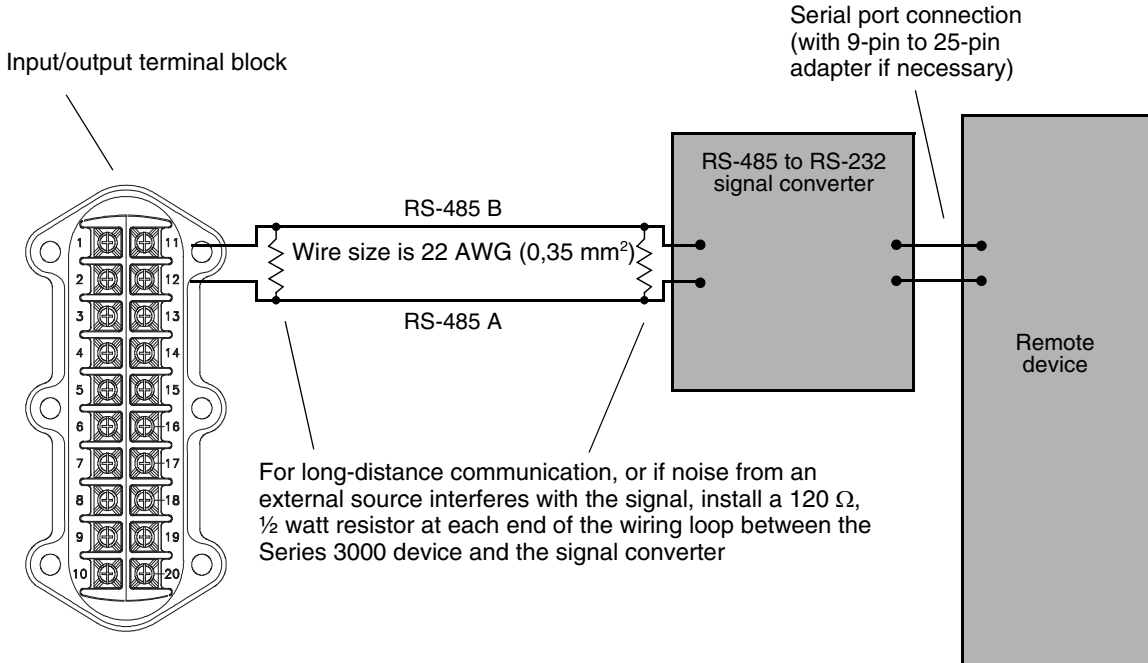 Serial port connection
(with 9-pin to 25-pin
adapter if necessary)
Input/output terminal block
RS-485 to RS-232
signal converter
RS-485 B
Wire size is 22 AWG (0,35 mm²)
RS-485 A
Remote
device
1
2
3
4
5
6
7
8
9
10
11
12
13
14
15
16
17
18
19
20
For long-distance communication, or if noise from an
external source interferes with the signal, install a 120 Ω,
½ watt resistor at each end of the wiring loop between the
Series 3000 device and the signal converter